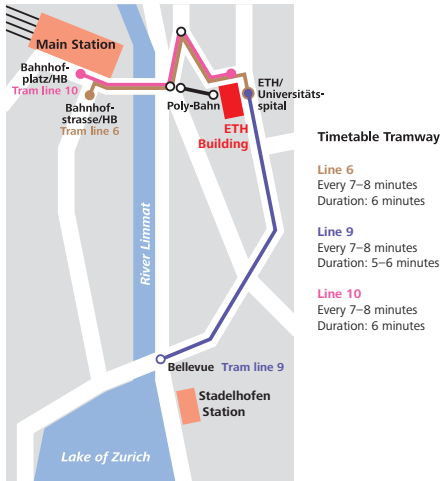 Main Station
Bahnhof-
platz/HB
Tram line 10
Bahnhof-
strasse/HB
Tram line 6
Poly-Bahn
ETH/
Universitäts-
spital
ETH
Building
River Limmat
Bellevue Tram line 9
Stadelhofen
Station
Lake of Zurich
Timetable Tramway
Line 6
Every 7–8 minutes
Duration: 6 minutes
Line 9
Every 7–8 minutes
Duration: 5–6 minutes
Line 10
Every 7–8 minutes
Duration: 6 minutes